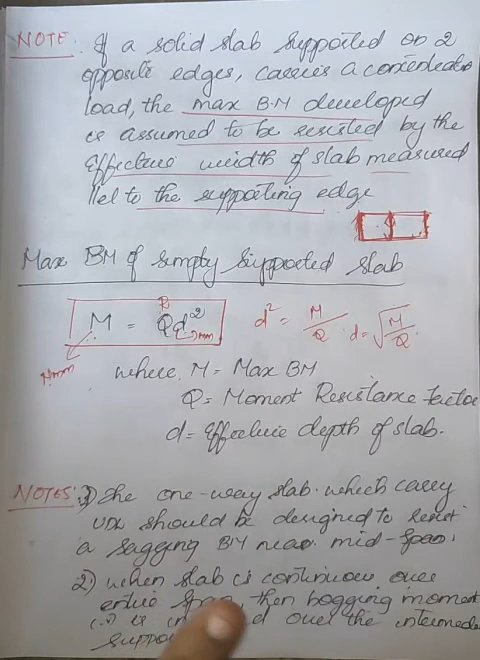 NOTE: If a solid slab supported on 2
opposite edges, carries a concentrated
load, the max B.M developed
is assumed to be resisted by the
effective width of slab measured
llel to the supporting edge
Max BM of simply supported slab
M = Qd² d² = M/Q d = √M/Q
Nmm mm
where M = Max BM
Q = Moment Resistance factor
d = effective depth of slab.
NOTES: 1) The one-way slab which carry
UDL should be designed to resist
a sagging BM near mid-span.
2) when slab is continuous over
entire span, then hogging moment
(-) is over the